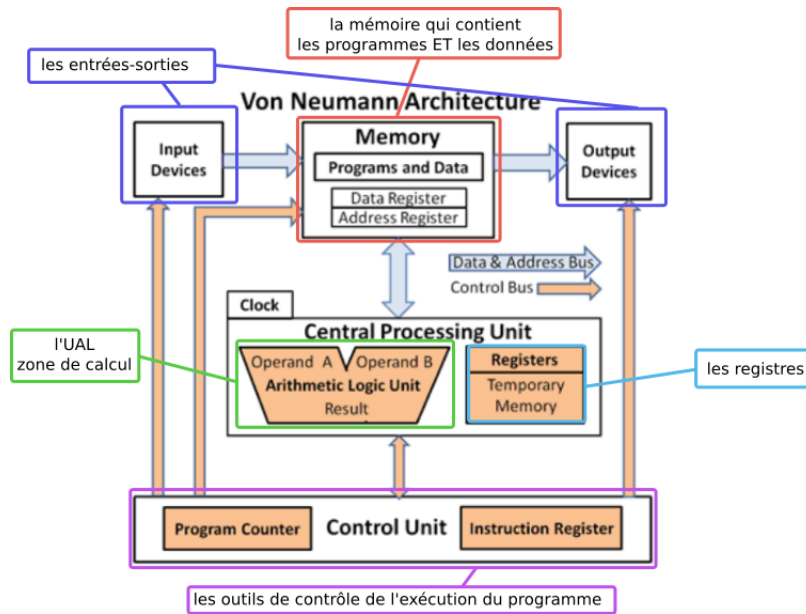 la mémoire qui contient
les programmes ET les données
les entrées-sorties
Von Neumann Architecture
Input
Devices
Memory
Programs and Data
Data Register
Address Register
Output
Devices
Data & Address Bus
Control Bus
Clock
Central Processing Unit
l'UAL
zone de calcul
Operand A
Operand B
Arithmetic Logic Unit
Result
Registers
Temporary
Memory
les registres
Program Counter
Control Unit
Instruction Register
les outils de contrôle de l'exécution du programme